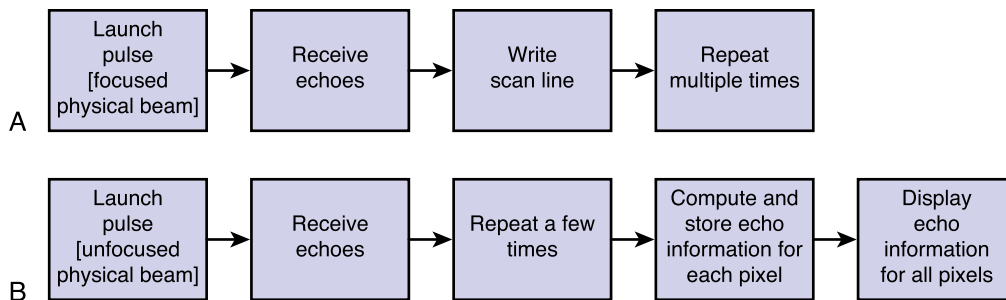 Launch
pulse
[focused
physical beam]
Receive
echoes
Write
scan line
Repeat
multiple times
A
Launch
pulse
[unfocused
physical beam]
Receive
echoes
Repeat a few
times
Compute and
store echo
information for
each pixel
Display
echo
information
for all pixels
B